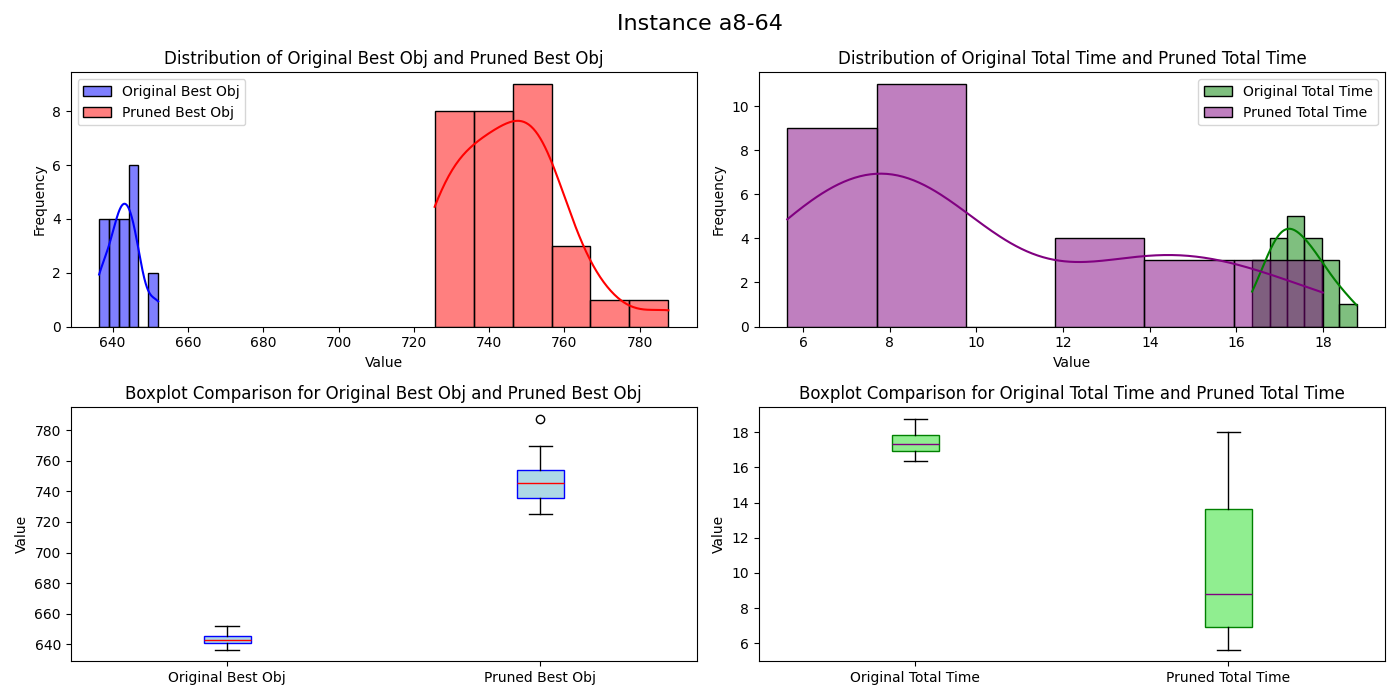 Instance a8-64
Distribution of Original Best Obj and Pruned Best Obj
Original Best Obj
Pruned Best Obj
Frequency
0
2
4
6
8
640
660
680
700
720
740
760
780
Value
Distribution of Original Total Time and Pruned Total Time
Original Total Time
Pruned Total Time
Frequency
0
2
4
6
8
10
6
8
10
12
14
16
18
Value
Boxplot Comparison for Original Best Obj and Pruned Best Obj
Value
780
760
740
720
700
680
660
640
Original Best Obj
Pruned Best Obj
Boxplot Comparison for Original Total Time and Pruned Total Time
Value
18
16
14
12
10
8
6
Original Total Time
Pruned Total Time